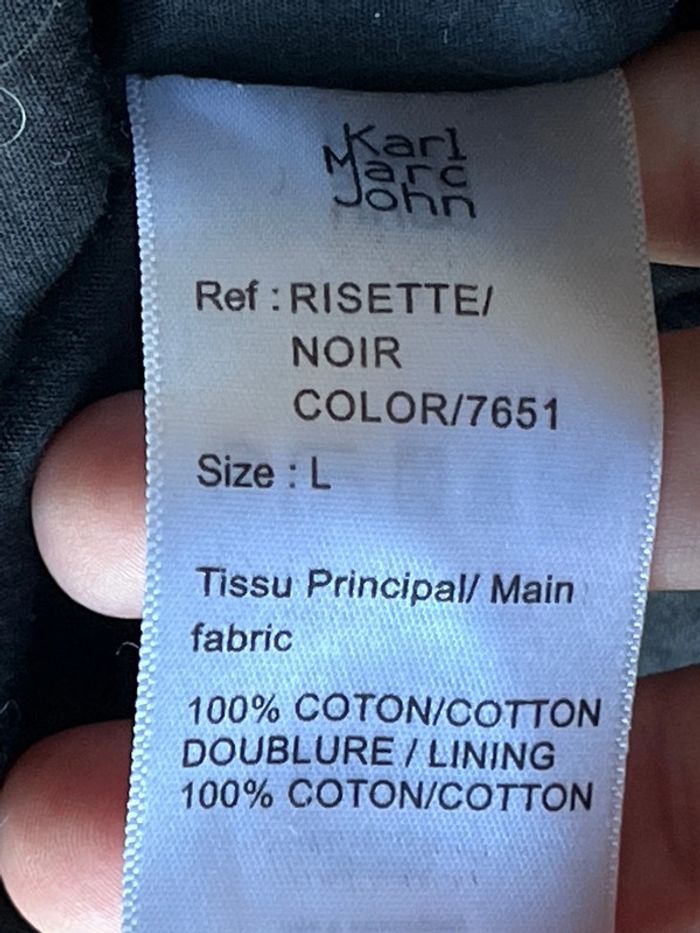 Karl
Marc
John
Ref : RISETTE/
NOIR
COLOR/7651
Size : L
Tissu Principal/ Main
fabric
100% COTON/COTTON
DOUBLURE / LINING
100% COTON/COTTON